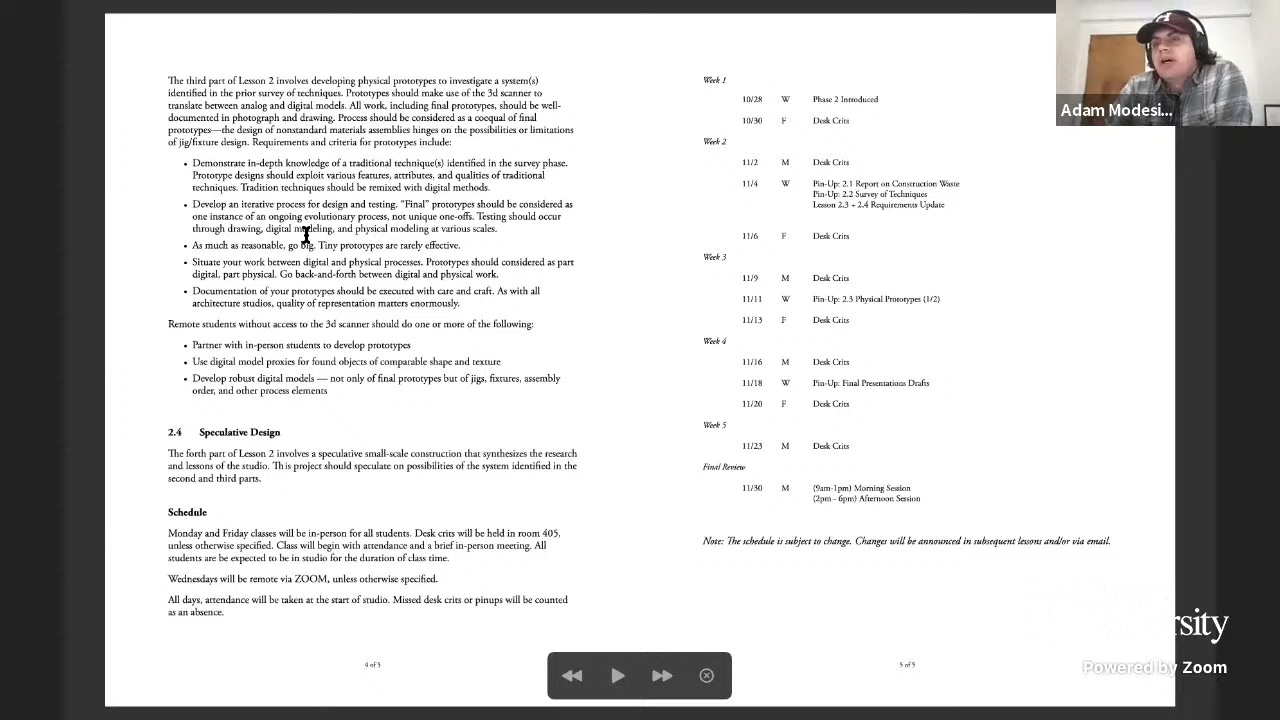 The third part of Lesson 2 involves developing physical prototypes to investigate a system(s)
identified in the prior survey of techniques. Prototypes should make use of the 3d scanner to
translate between analog and digital models. All work, including final prototypes, should be well-
documented in photograph and drawing. Process should be considered as a coequal of final
prototypes—the design of nonstandard materials assemblies hinges on the possibilities or limitations
of jig/fixture design. Requirements and criteria for prototypes include:
• Demonstrate in-depth knowledge of a traditional technique(s) identified in the survey phase.
Prototype designs should exploit various features, attributes, and qualities of traditional
techniques. Tradition techniques should be remixed with digital methods.
• Develop an iterative process for design and testing. “Final” prototypes should be considered as
one instance of an ongoing evolutionary process, not unique one-offs. Testing should occur
through drawing, digital modeling, and physical modeling at various scales.
• As much as reasonable, go big. Tiny prototypes are rarely effective.
• Situate your work between digital and physical processes. Prototypes should considered as part
digital, part physical. Go back-and-forth between digital and physical work.
• Documentation of your prototypes should be executed with care and craft. As with all
architecture studios, quality of representation matters enormously.
Remote students without access to the 3d scanner should do one or more of the following:
• Partner with in-person students to develop prototypes
• Use digital model proxies for found objects of comparable shape and texture
• Develop robust digital models — not only of final prototypes but of jigs, fixtures, assembly
order, and other process elements
2.4 Speculative Design
The forth part of Lesson 2 involves a speculative small-scale construction that synthesizes the research
and lessons of the studio. This project should speculate on possibilities of the system identified in the
second and third parts.
Schedule
Monday and Friday classes will be in-person for all students. Desk crits will be held in room 405,
unless otherwise specified. Class will begin with attendance and a brief in-person meeting. All
students are expected to be in studio for the duration of class time.
Wednesdays will be remote via ZOOM, unless otherwise specified.
All days, attendance will be taken at the start of studio. Missed desk crits or pinups will be counted
as an absence.
4 of 5
Week 1
10/28 W Phase 2 Introduced
10/30 F Desk Crits
Week 2
11/2 M Desk Crits
11/4 W Pin-Up: 2.1 Report on Construction Waste
Pin-Up: 2.2 Survey of Techniques
Lesson 2.3 + 2.4 Requirements Update
11/6 F Desk Crits
Week 3
11/9 M Desk Crits
11/11 W Pin-Up: 2.3 Physical Prototypes (1/2)
11/13 F Desk Crits
Week 4
11/16 M Desk Crits
11/18 W Pin-Up: Final Presentations Drafts
11/20 F Desk Crits
Week 5
11/23 M Desk Crits
Final Review
11/30 M (9am-1pm) Morning Session
(2pm - 6pm) Afternoon Session
Note: The schedule is subject to change. Changes will be announced in subsequent lessons and/or via email.
5 of 5
Adam Modesi...
rsity
Powered by Zoom